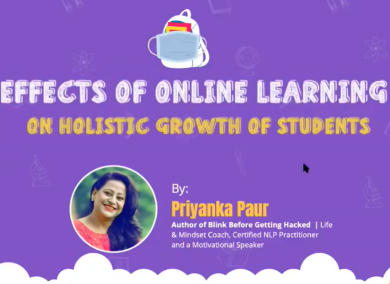 EFFECTS OF ONLINE LEARNING
ON HOLISTIC GROWTH OF STUDENTS
By:
Priyanka Paur
Author of Blink Before Getting Hacked | Life
& Mindset Coach, Certified NLP Practitioner
and a Motivational Speaker